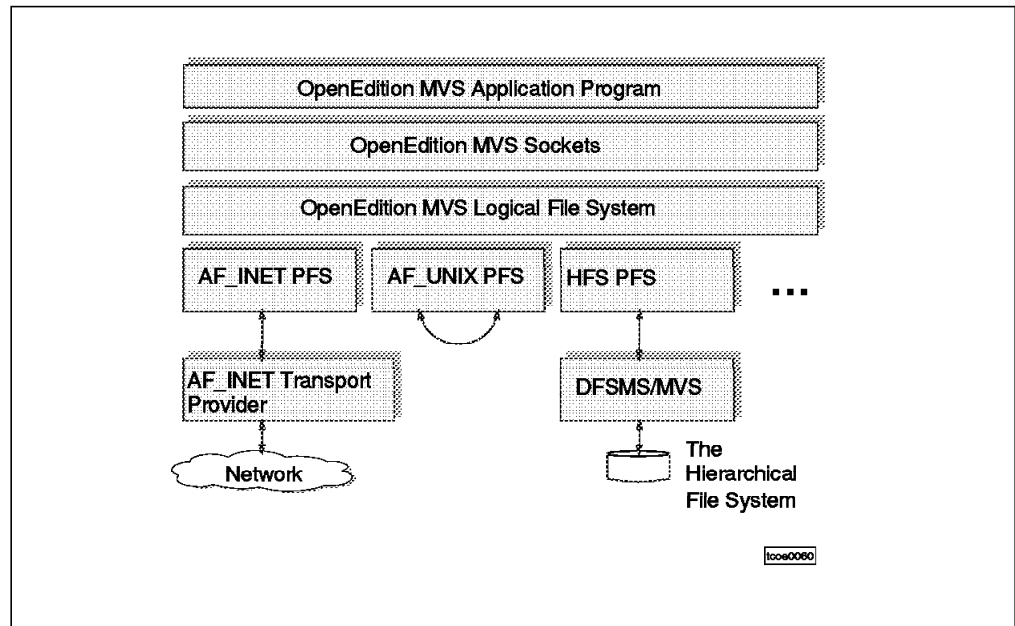 OpenEdition MVS Application Program
OpenEdition MVS Sockets
OpenEdition MVS Logical File System
AF_INET PFS
AF_UNIX PFS
HFS PFS
...
AF_INET Transport
Provider
DFSMS/MVS
Network
The
Hierarchical
File System
tcoe0060